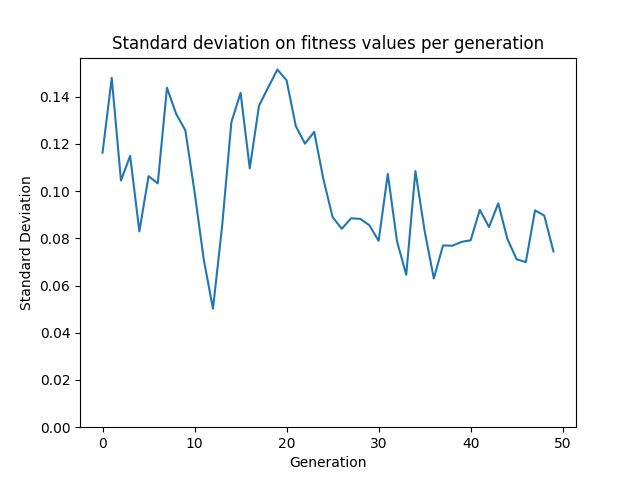 Standard deviation on fitness values per generation
0.14
0.12
0.10
0.08
0.06
0.04
0.02
0.00
Standard Deviation
0 10 20 30 40 50
Generation